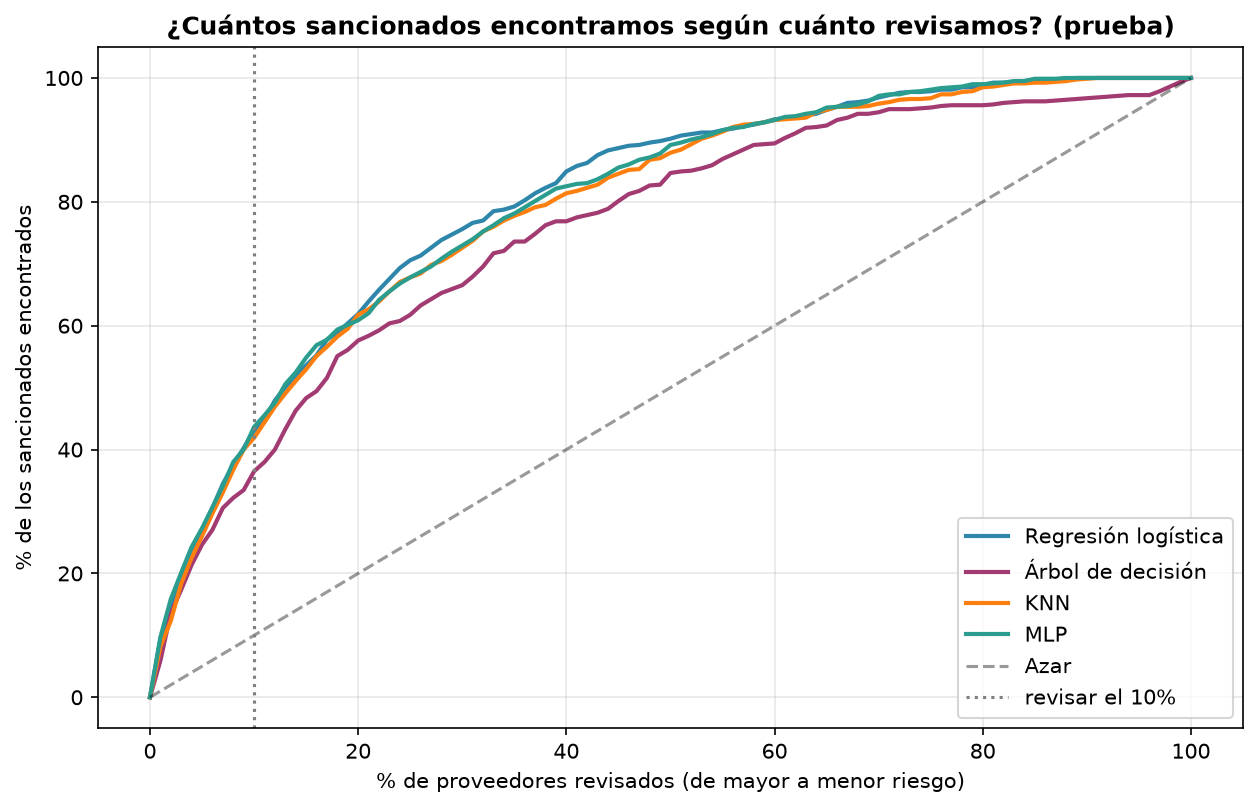 ¿Cuántos sancionados encontramos según cuánto revisamos? (prueba)
% de los sancionados encontrados
100
80
60
40
20
0
0 20 40 60 80 100
% de proveedores revisados (de mayor a menor riesgo)
Regresión logística
Árbol de decisión
KNN
MLP
Azar
revisar el 10%